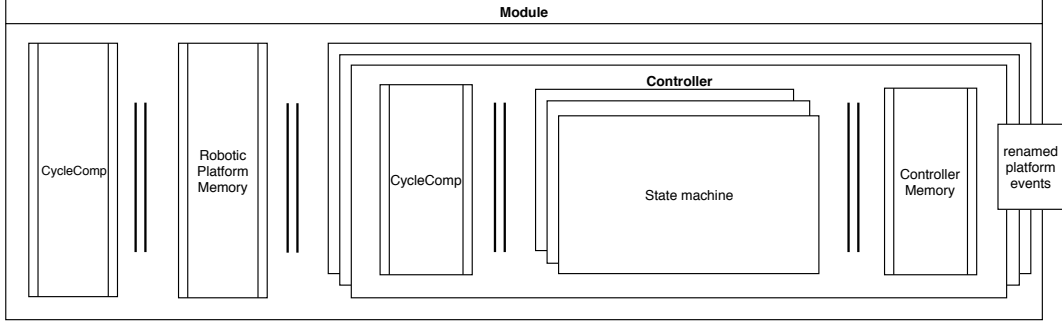 Module
CycleComp
Robotic
Platform
Memory
Controller
CycleComp
State machine
Controller
Memory
renamed
platform
events